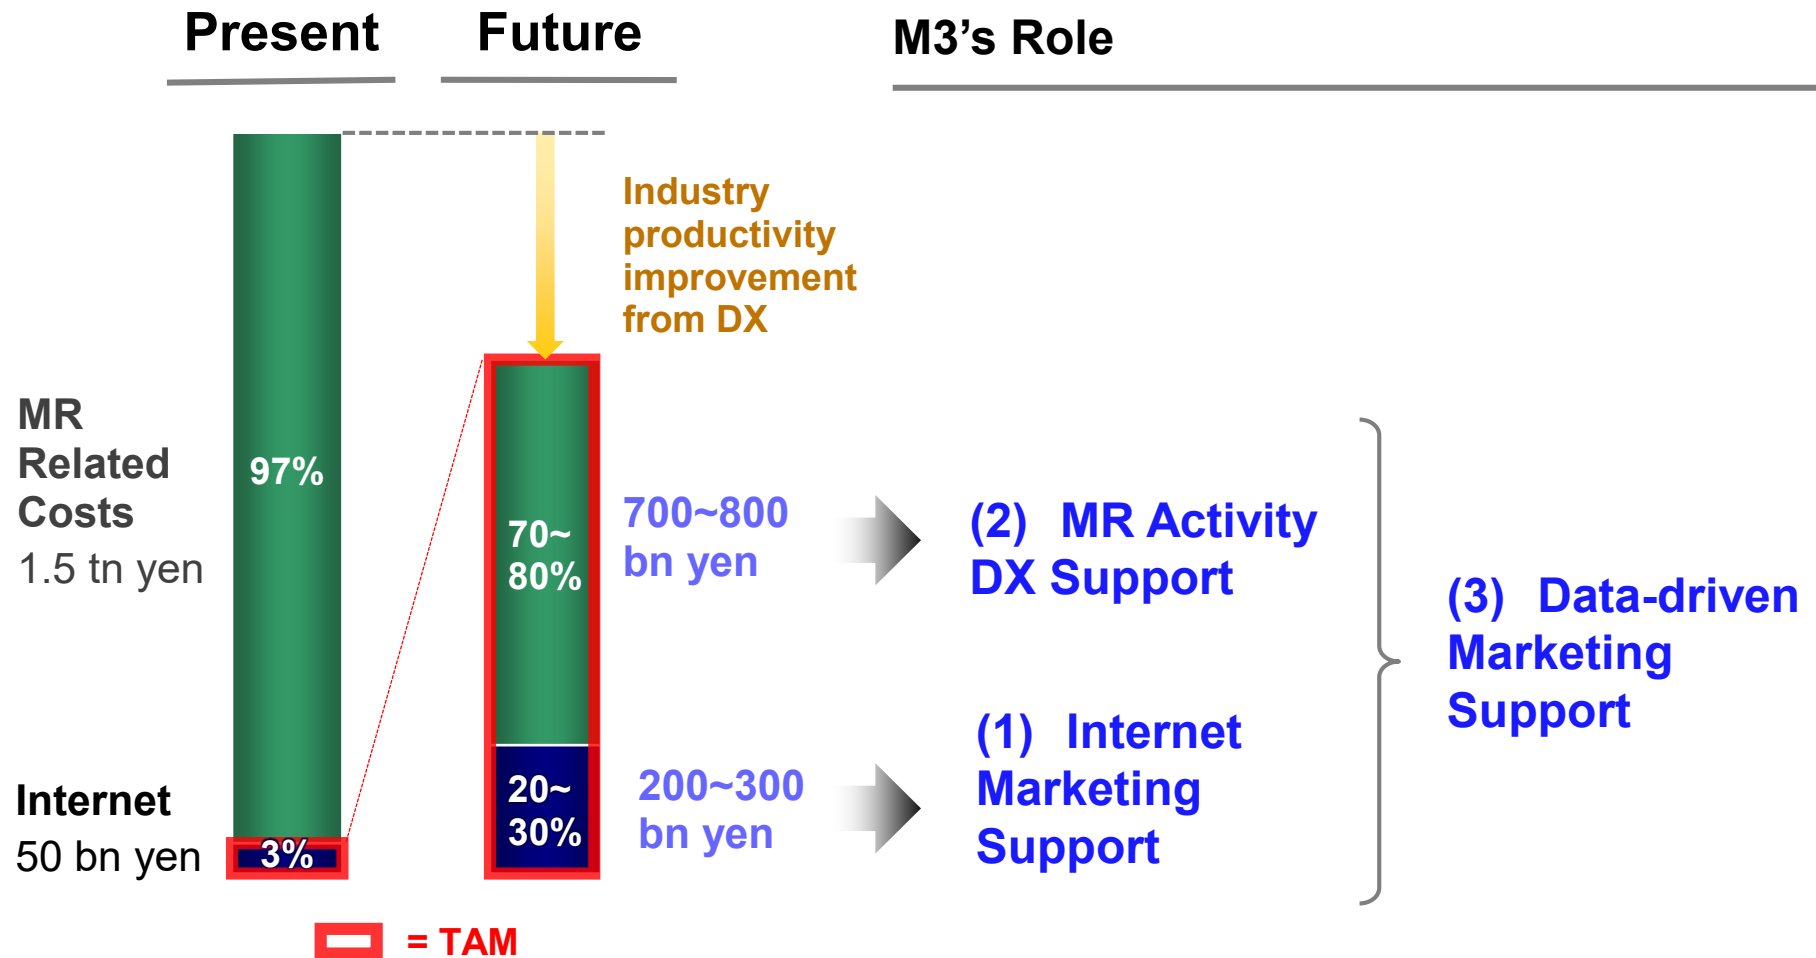 Present
Future
M3’s Role
Industry
productivity
improvement
from DX
MR
Related
Costs
1.5 tn yen
97%
70~
80%
700~800
bn yen
(2) MR Activity
DX Support
(3) Data-driven
Marketing
Support
Internet
50 bn yen
3%
20~
30%
200~300
bn yen
(1) Internet
Marketing
Support
= TAM